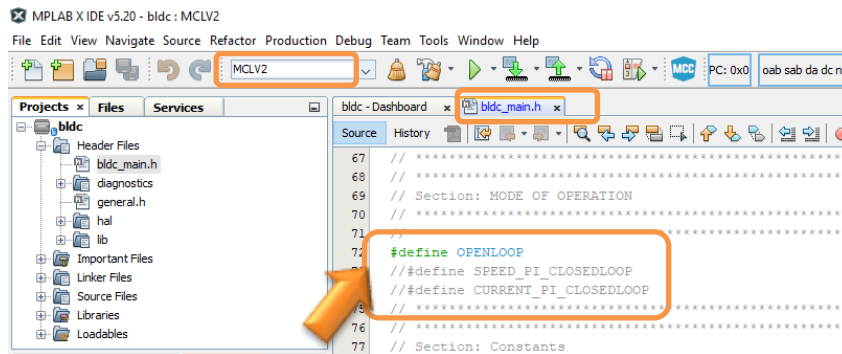 MPLAB X IDE v5.20 - bldc : MCLV2
File Edit View Navigate Source Refactor Production Debug Team Tools Window Help
MCLV2
MCC
PC: 0x0
oab sab da dc n
Projects × Files Services
bldc - Dashboard × bldc_main.h ×
Source History
bldc
Header Files
bldc_main.h
diagnostics
general.h
hal
lib
Important Files
Linker Files
Source Files
Libraries
Loadables
67 // ******************************************************
68 // ******************************************************
69 // Section: MODE OF OPERATION
70 // ******************************************************
71 // ******************************************************
72 #define OPENLOOP
//#define SPEED_PI_CLOSEDLOOP
//#define CURRENT_PI_CLOSEDLOOP
75 // ******************************************************
76 // ******************************************************
77 // Section: Constants